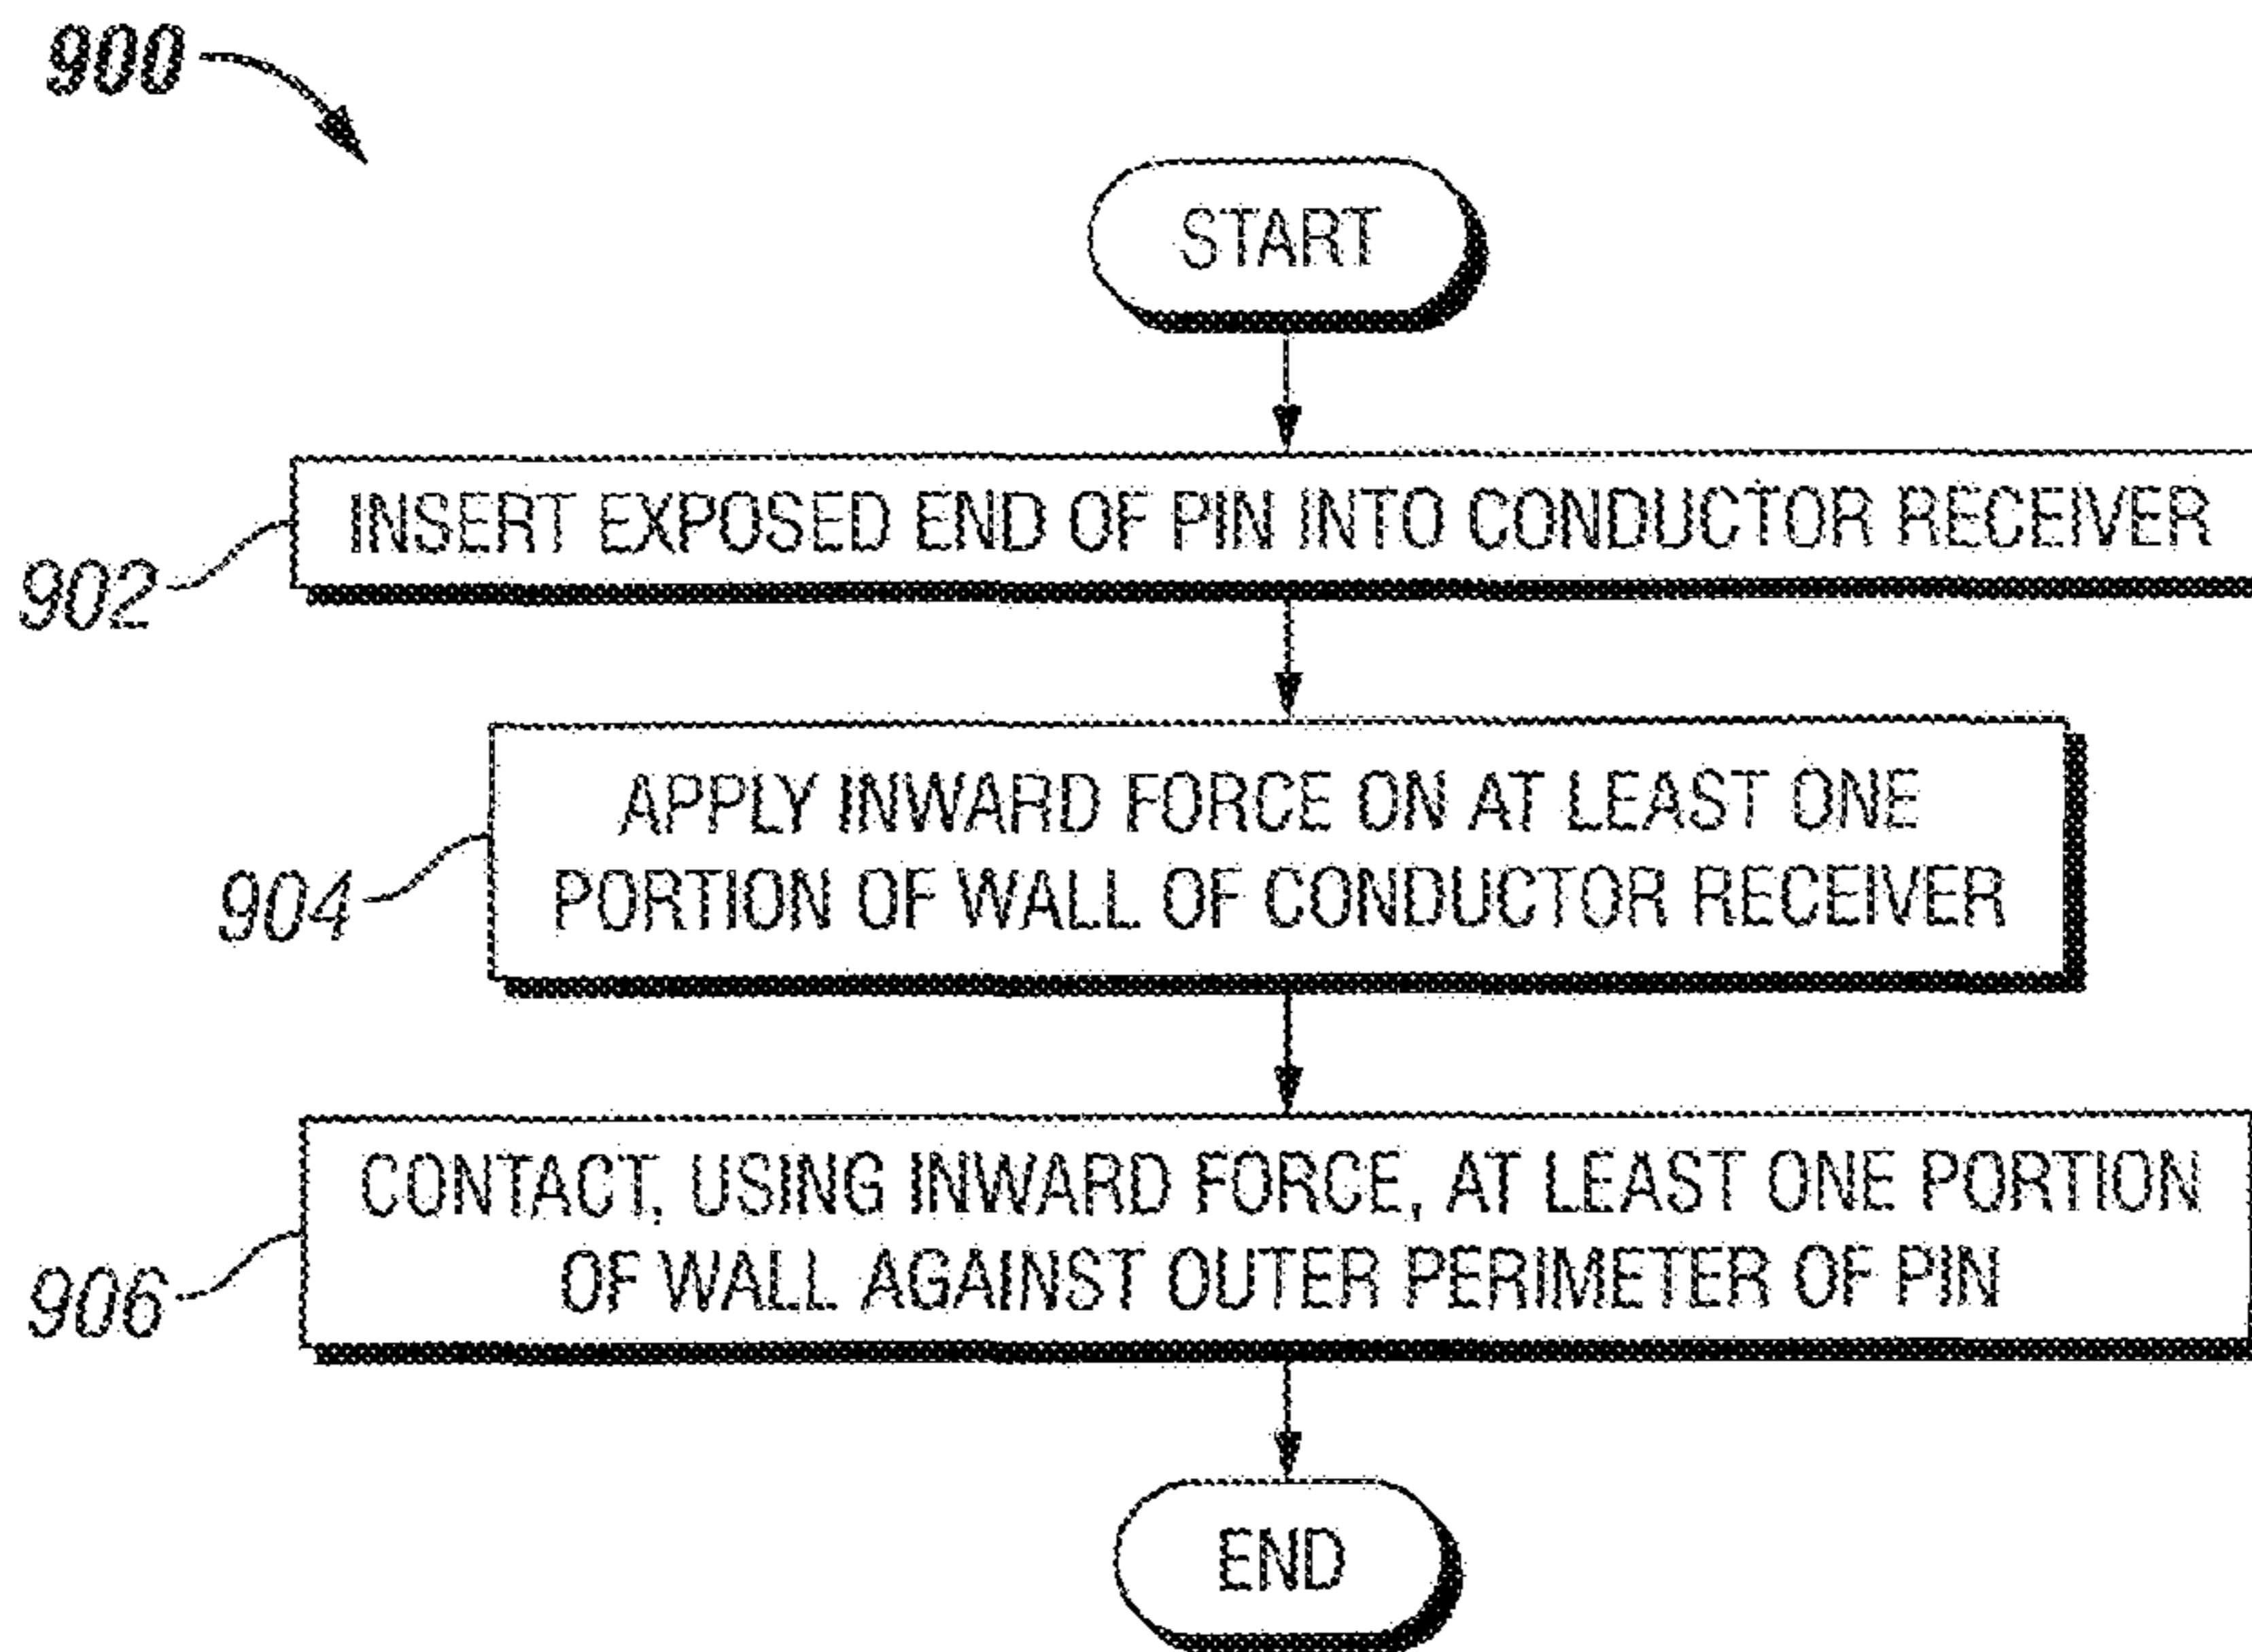 900
START
INSERT EXPOSED END OF PIN INTO CONDUCTOR RECEIVER
902
APPLY INWARD FORCE ON AT LEAST ONE
PORTION OF WALL OF CONDUCTOR RECEIVER
904
CONTACT, USING INWARD FORCE, AT LEAST ONE PORTION
OF WALL AGAINST OUTER PERIMETER OF PIN
906
END